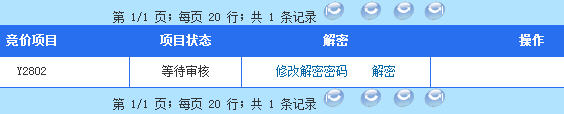 第 1/1 页；每页 20 行；共 1 条记录
竞价项目 项目状态 解密 操作
Y2802 等待审核 修改解密密码 解密
第 1/1 页；每页 20 行；共 1 条记录